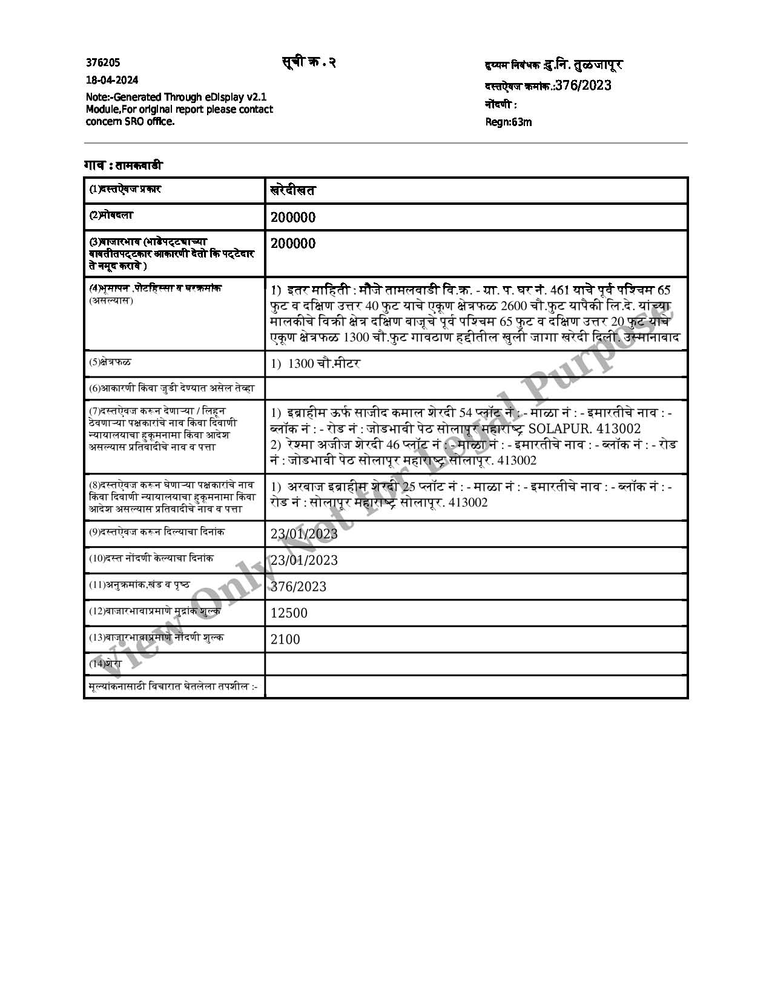 376205
सूची क्र . २
दुय्यम निबंधक :दु.नि. तुळजापूर
18-04-2024
दस्तऐवज क्रमांक.:376/2023
Note:-Generated Through eDisplay v2.1
Module,For original report please contact
concern SRO office.
नोंदणी :
Regn:63m
गाव : तामकवाडी
(1)दस्तऐवज प्रकार
खरेदीखत
(2)मोबदला
200000
(3)बाजारभाव (भाडेपट्टयाच्या
बाबतीतपट्टकार आकारणी देतो कि पट्टेदार
ते नमूद करावे )
200000
(4)भूमापन ,पोटहिस्सा व घरक्रमांक
(असल्यास)
1) इतर माहिती : मौजे तामलवाडी वि.क्र. - ग्रा. प. घर नं. 461 याचे पूर्व पश्चिम 65
फुट व दक्षिण उत्तर 40 फुट याचे एकूण क्षेत्रफळ 2600 चौ.फुट यापैकी लि.दे. यांच्या
मालकीचे विक्री क्षेत्र दक्षिण बाजूचे पूर्व पश्चिम 65 फुट व दक्षिण उत्तर 20 फुट याचे
एकूण क्षेत्रफळ 1300 चौ.फुट गावठाण हद्दीतील खुली जागा खरेदी दिली. उस्मानाबाद
(5)क्षेत्रफळ
1) 1300 चौ.मीटर
(6)आकारणी किंवा जुडी देण्यात असेल तेव्हा
(7)दस्तऐवज करून देणाऱ्या / लिहून
ठेवणाऱ्या पक्षकारांचे नाव किंवा दिवाणी
न्यायालयाचा हुकूमनामा किंवा आदेश
असल्यास प्रतिवादीचे नाव व पत्ता
1) इब्राहीम ऊर्फ साजीद कमाल शेरदी 54 प्लॉट नं : - माळा नं : - इमारतीचे नाव : -
ब्लॉक नं : - रोड नं : जोडभावी पेठ सोलापूर महाराष्ट्र SOLAPUR. 413002
2) रेश्मा अजीज शेरदी 46 प्लॉट नं : - माळा नं : - इमारतीचे नाव : - ब्लॉक नं : - रोड
नं : जोडभावी पेठ सोलापूर महाराष्ट्र सोलापूर. 413002
(8)दस्तऐवज करून घेणाऱ्या पक्षकारांचे नाव
किंवा दिवाणी न्यायालयाचा हुकूमनामा किंवा
आदेश असल्यास प्रतिवादीचे नाव व पत्ता
1) अरबाज इब्राहीम शेरदी 25 प्लॉट नं : - माळा नं : - इमारतीचे नाव : - ब्लॉक नं : -
रोड नं : सोलापूर महाराष्ट्र सोलापूर. 413002
(9)दस्तऐवज करून दिल्याचा दिनांक
23/01/2023
(10)दस्त नोंदणी केल्याचा दिनांक
23/01/2023
(11)अनुक्रमांक,खंड व पृष्ठ
376/2023
(12)बाजारभावाप्रमाणे मुद्रांक शुल्क
12500
(13)बाजारभावाप्रमाणे नोंदणी शुल्क
2100
(14)शेरा
मूल्यांकनासाठी विचारात घेतलेला तपशील :-
View Only Not for Legal Purpose